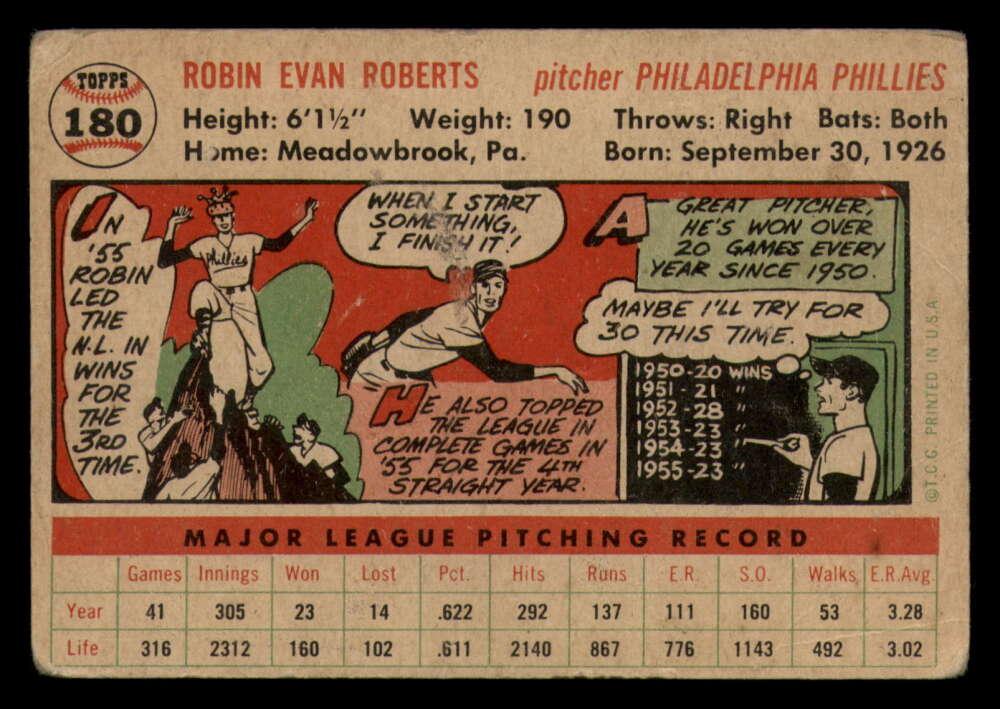 TOPPS
180
ROBIN EVAN ROBERTS pitcher PHILADELPHIA PHILLIES
Height: 6'1½" Weight: 190 Throws: Right Bats: Both
Home: Meadowbrook, Pa. Born: September 30, 1926
IN
'55
ROBIN
LED
THE
N.L. IN
WINS
FOR
THE
3RD
TIME.
Phillies
WHEN I START
SOMETHING,
I FINISH IT!
HE ALSO TOPPED
THE LEAGUE IN
COMPLETE GAMES IN
'55 FOR THE 4TH
STRAIGHT YEAR.
A GREAT PITCHER,
HE'S WON OVER
20 GAMES EVERY
YEAR SINCE 1950.
MAYBE I'LL TRY FOR
30 THIS TIME.
1950-20 WINS
1951-21 "
1952-28 "
1953-23 "
1954-23 "
1955-23 "
©T.C.G. PRINTED IN U.S.A.
MAJOR LEAGUE PITCHING RECORD
Games Innings Won Lost Pct. Hits Runs E.R. S.O. Walks E.R.Avg.
Year 41 305 23 14 .622 292 137 111 160 53 3.28
Life 316 2312 160 102 .611 2140 867 776 1143 492 3.02